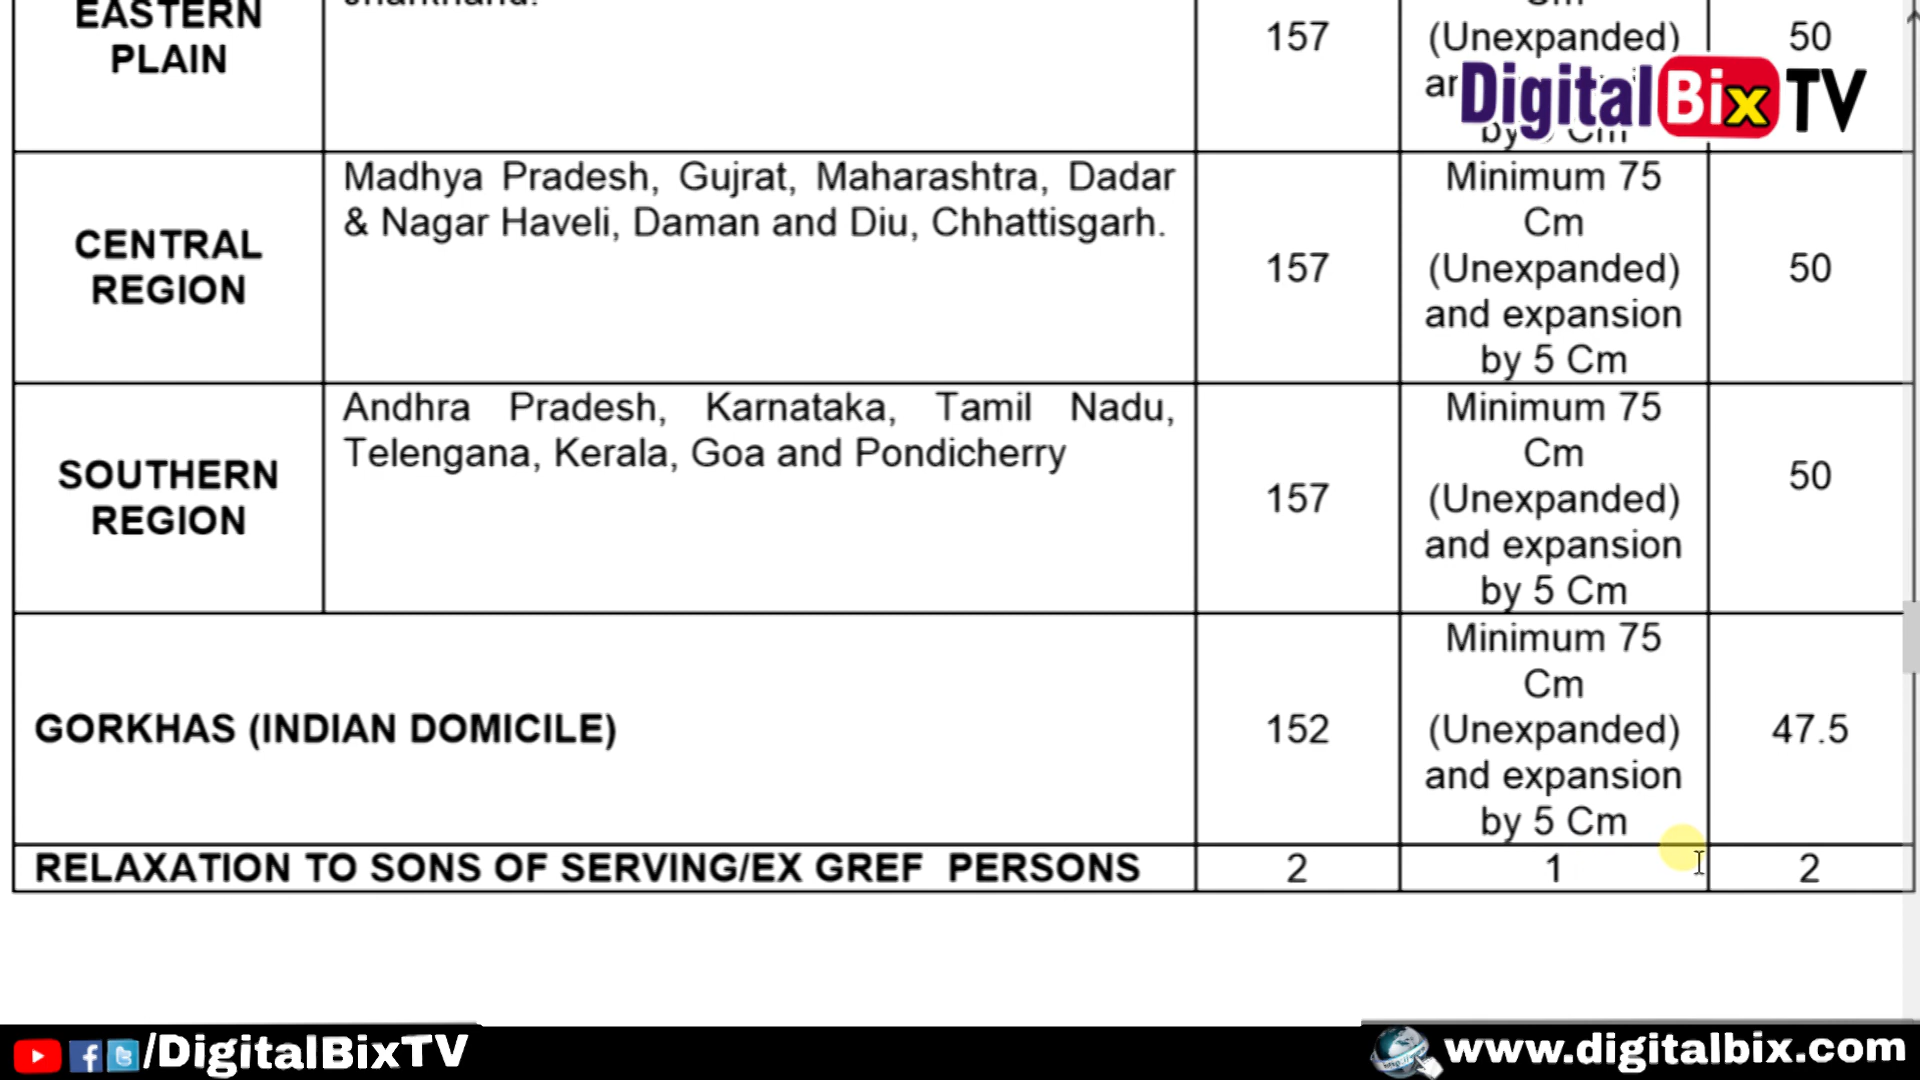 EASTERN
PLAIN
157
(Unexpanded)
by
Cm
50
DigitalBixTV
CENTRAL
REGION
Madhya Pradesh, Gujrat, Maharashtra, Dadar
& Nagar Haveli, Daman and Diu, Chhattisgarh.
157
Minimum 75
Cm
(Unexpanded)
and expansion
by 5 Cm
50
SOUTHERN
REGION
Andhra Pradesh, Karnataka, Tamil Nadu,
Telengana, Kerala, Goa and Pondicherry
157
Minimum 75
Cm
(Unexpanded)
and expansion
by 5 Cm
50
GORKHAS (INDIAN DOMICILE)
152
Minimum 75
Cm
(Unexpanded)
and expansion
by 5 Cm
47.5
RELAXATION TO SONS OF SERVING/EX GREF PERSONS
2
1
2
/DigitalBixTV
www.digitalbix.com